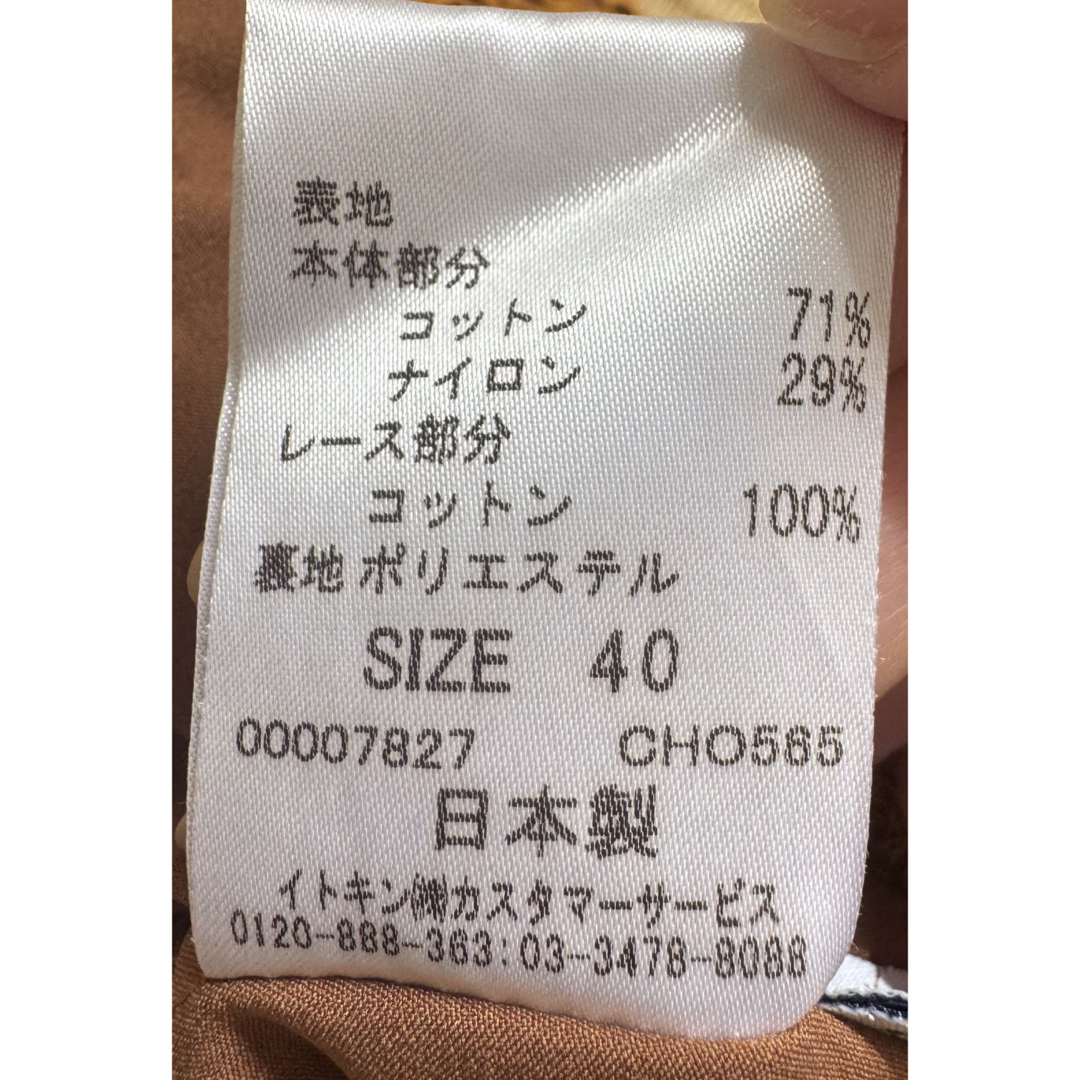 表地
本体部分
コットン 71%
ナイロン 29%
レース部分
コットン 100%
裏地 ポリエステル
SIZE 40
00007827 CHO565
日本製
イトキン㈱カスタマーサービス
0120-888-363:03-3478-8088